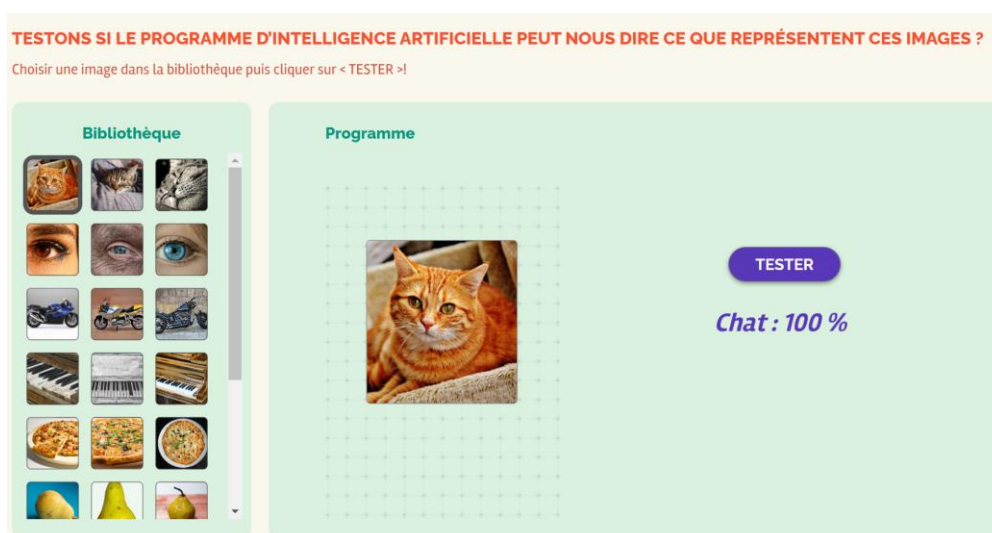 TESTONS SI LE PROGRAMME D'INTELLIGENCE ARTIFICIELLE PEUT NOUS DIRE CE QUE REPRÉSENTENT CES IMAGES ?
Choisir une image dans la bibliothèque puis cliquer sur < TESTER >!
Bibliothèque
Programme
TESTER
Chat : 100 %